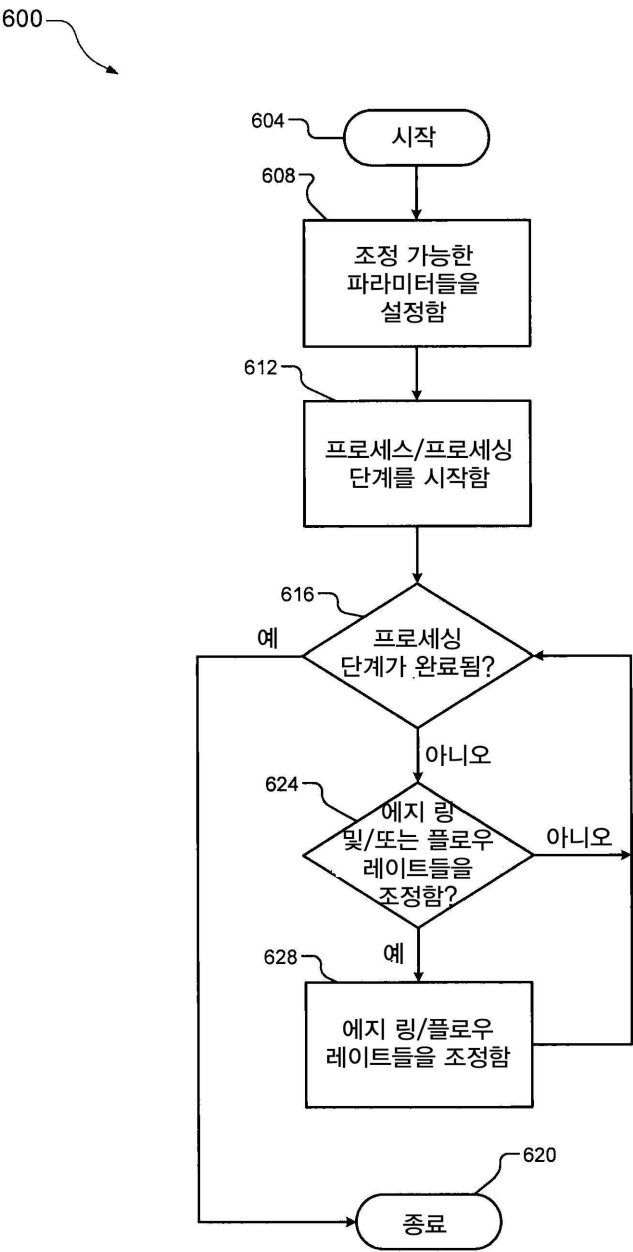 600
604
시작
608
조정 가능한
파라미터들을
설정함
612
프로세스/프로세싱
단계를 시작함
616
예
프로세싱
단계가 완료됨?
아니오
624
에지 링
및/또는 플로우
레이트들을
조정함?
아니오
예
628
에지 링/플로우
레이트들을 조정함
620
종료